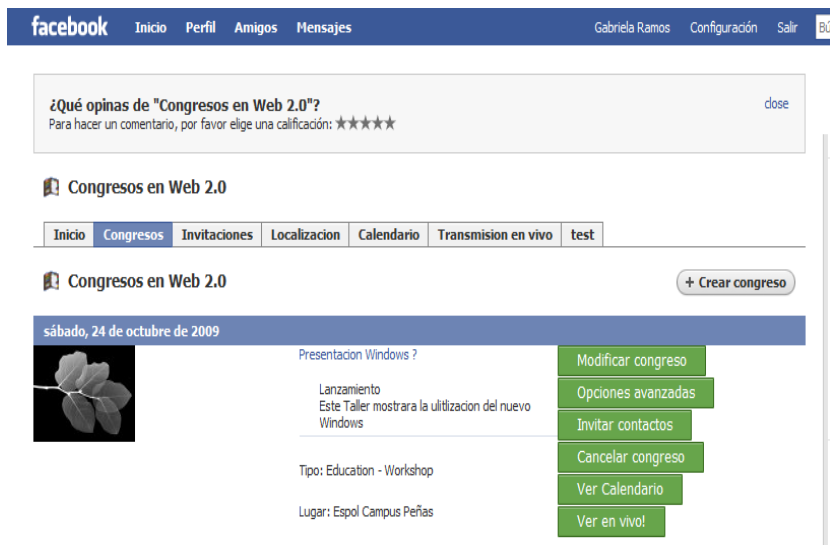 facebook Inicio Perfil Amigos Mensajes Gabriela Ramos Configuración Salir Bú
¿Qué opinas de "Congresos en Web 2.0"? close
Para hacer un comentario, por favor elige una calificación: ★★★★★
Congresos en Web 2.0
Inicio Congresos Invitaciones Localizacion Calendario Transmision en vivo test
Congresos en Web 2.0 + Crear congreso
sábado, 24 de octubre de 2009
Presentacion Windows ?
Lanzamiento
Este Taller mostrara la ulitlizacion del nuevo
Windows
Tipo: Education - Workshop
Lugar: Espol Campus Peñas
Modificar congreso
Opciones avanzadas
Invitar contactos
Cancelar congreso
Ver Calendario
Ver en vivo!